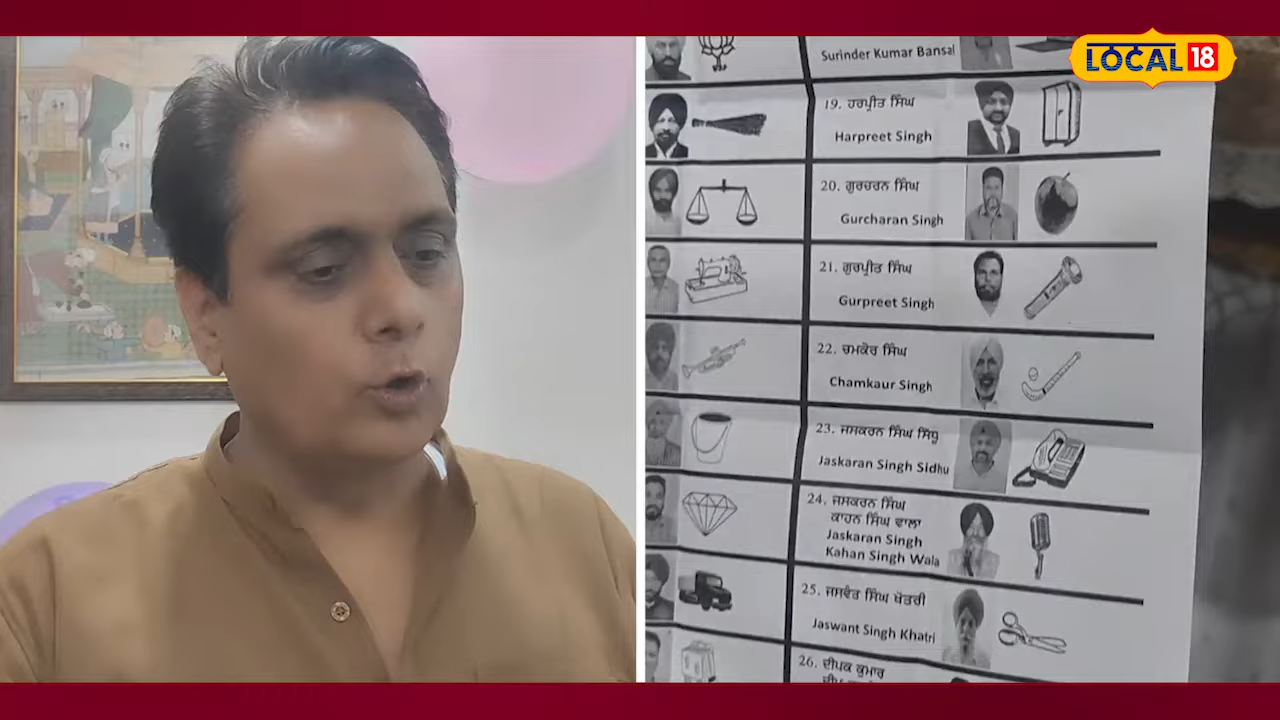 LOCAL 18
Surinder Kumar Bansal
19. ਹਰਪ੍ਰੀਤ ਸਿੰਘ
Harpreet Singh
20. ਗੁਰਚਰਨ ਸਿੰਘ
Gurcharan Singh
21. ਗੁਰਪ੍ਰੀਤ ਸਿੰਘ
Gurpreet Singh
22. ਚਮਕੌਰ ਸਿੰਘ
Chamkaur Singh
23. ਜਸਕਰਨ ਸਿੰਘ ਸਿੱਧੂ
Jaskaran Singh Sidhu
24. ਜਸਕਰਨ ਸਿੰਘ
ਕਾਹਨ ਸਿੰਘ ਵਾਲਾ
Jaskaran Singh
Kahan Singh Wala
25. ਜਸਵੰਤ ਸਿੰਘ ਖੱਤਰੀ
Jaswant Singh Khatri
26. ਦੀਪਕ ਕੁਮਾਰ